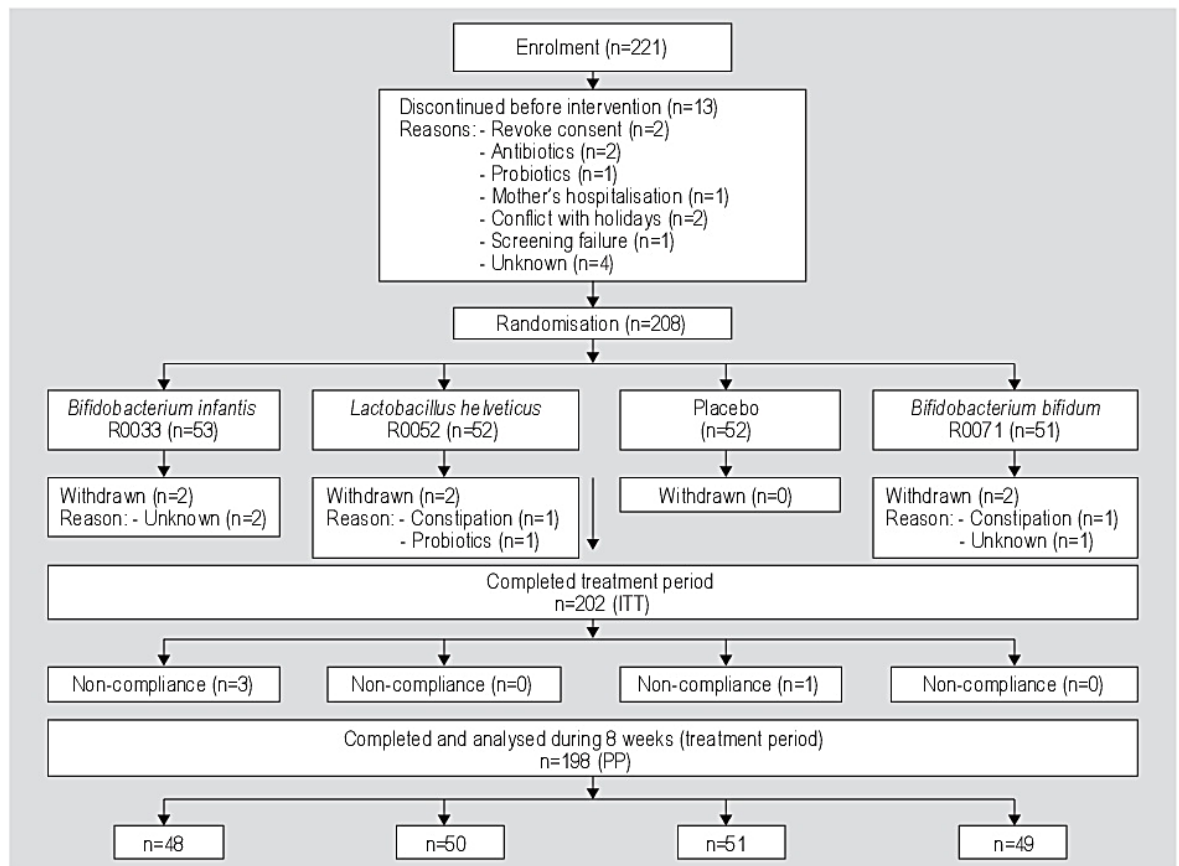 Enrolment (n=221)
Discontinued before intervention (n=13)
Reasons: - Revoke consent (n=2)
- Antibiotics (n=2)
- Probiotics (n=1)
- Mother's hospitalisation (n=1)
- Conflict with holidays (n=2)
- Screening failure (n=1)
- Unknown (n=4)
Randomisation (n=208)
Bifidobacterium infantis
R0033 (n=53)
Lactobacillus helveticus
R0052 (n=52)
Placebo
(n=52)
Bifidobacterium bifidum
R0071 (n=51)
Withdrawn (n=2)
Reason: - Unknown (n=2)
Withdrawn (n=2)
Reason: - Constipation (n=1)
- Probiotics (n=1)
Withdrawn (n=0)
Withdrawn (n=2)
Reason: - Constipation (n=1)
- Unknown (n=1)
Completed treatment period
n=202 (ITT)
Non-compliance (n=3)
Non-compliance (n=0)
Non-compliance (n=1)
Non-compliance (n=0)
Completed and analysed during 8 weeks (treatment period)
n=198 (PP)
n=48
n=50
n=51
n=49